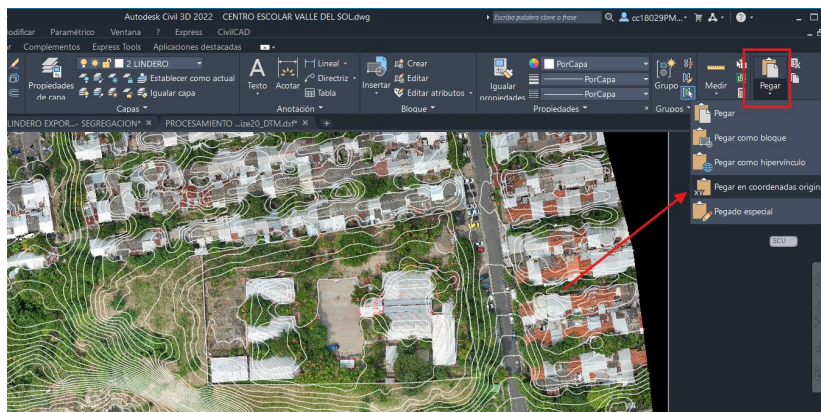 Autodesk Civil 3D 2022 CENTRO ESCOLAR VALLE DEL SOL.dwg
Escriba palabra clave o frase
cc18029PM...
Paramétrico Ventana ? Express CivilCAD
Complementos Express Tools Aplicaciones destacadas
2 LINDERO
Establecer como actual
Igualar capa
Propiedades
de capa
Capas
Texto
Acotar
Lineal
Directriz
Tabla
Anotación
Insertar
Crear
Editar
Editar atributos
Bloque
Igualar
propiedades
PorCapa
PorCapa
PorCapa
Propiedades
Grupo
Grupos
Medir
Pegar
LINDERO EXPOR...- SEGREGACION*
PROCESAMIENTO ...ize20_DTM.dxf*
Pegar
Pegar como bloque
Pegar como hipervínculo
Pegar en coordenadas origina
Pegado especial
SCU